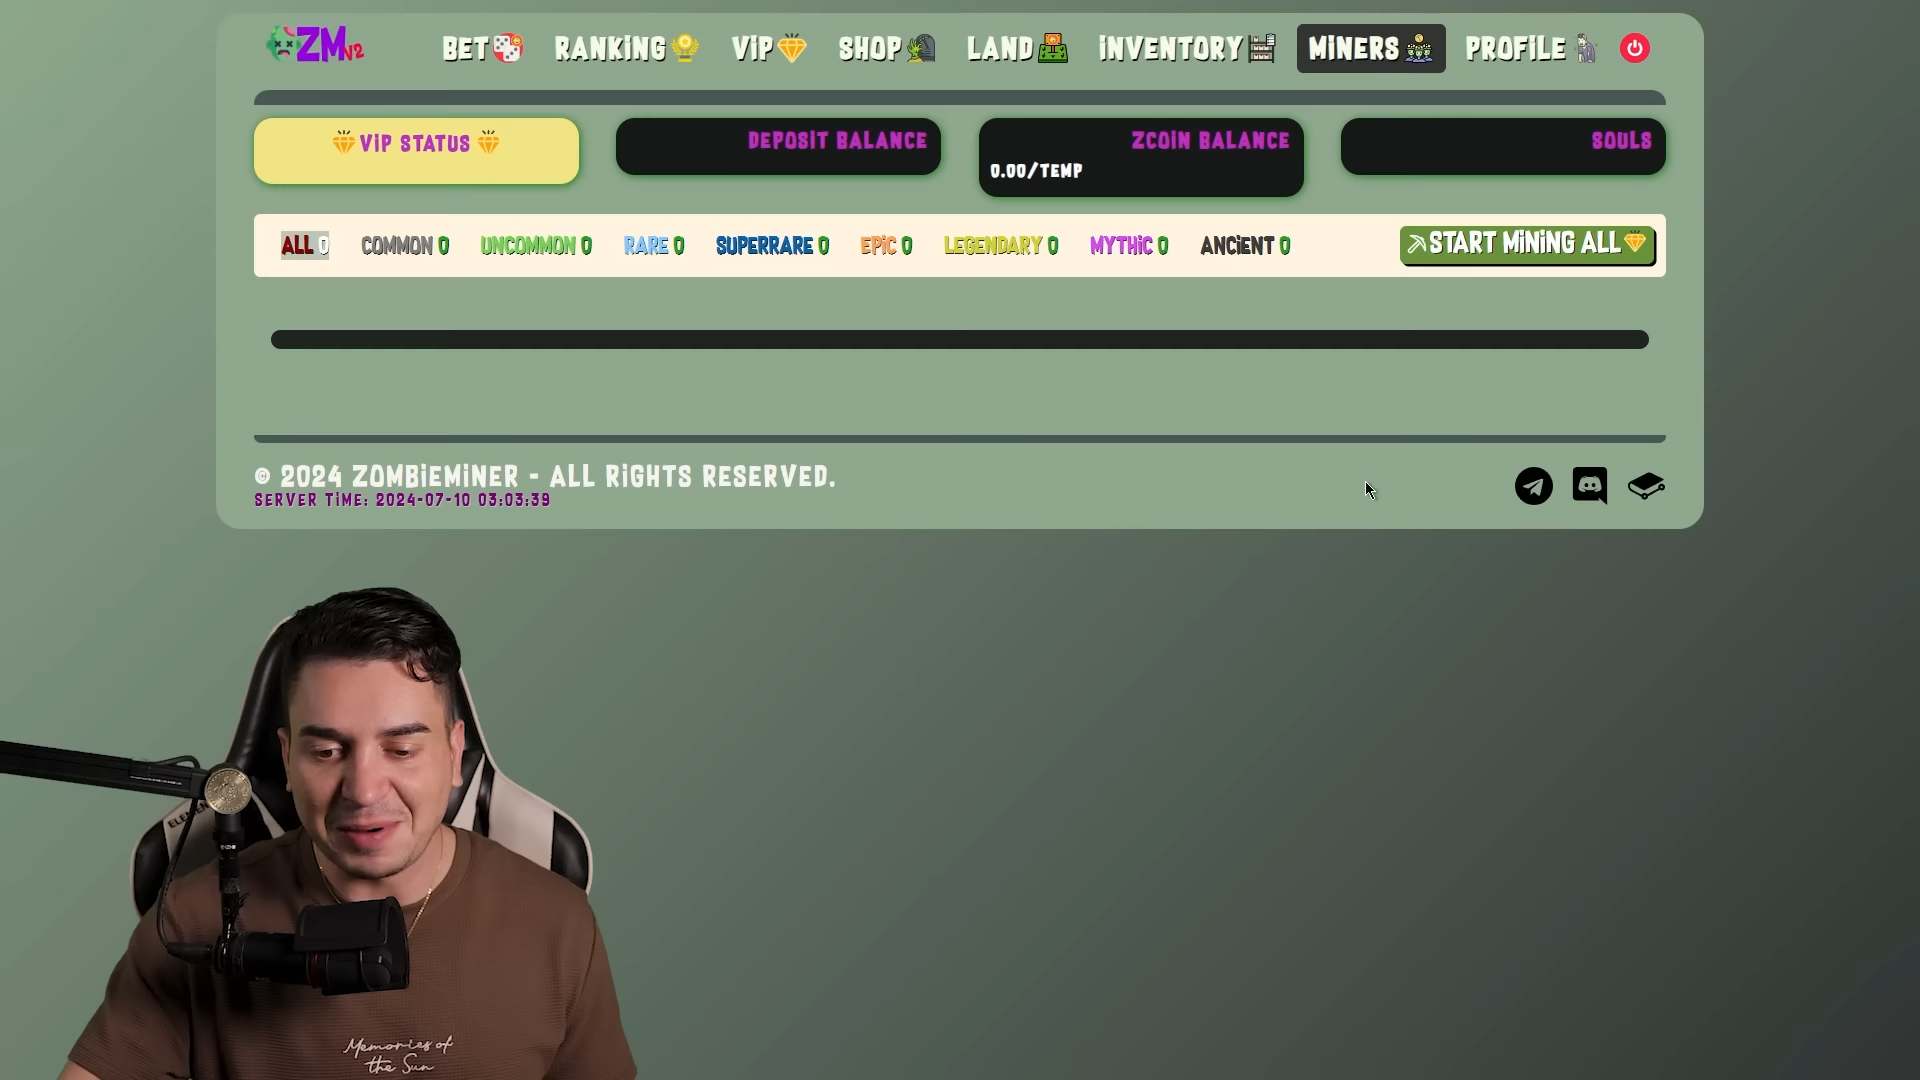 ZM V2
BET
RANKING
VIP
SHOP
LAND
INVENTORY
MINERS
PROFILE
VIP STATUS
DEPOSIT BALANCE
ZCOIN BALANCE
0.00/TEMP
SOULS
ALL 0
COMMON 0
UNCOMMON 0
RARE 0
SUPERRARE 0
EPIC 0
LEGENDARY 0
MYTHIC 0
ANCIENT 0
START MINING ALL
© 2024 ZOMBIEMINER - ALL RIGHTS RESERVED.
SERVER TIME: 2024-07-10 03:03:39
Memories of
the Sun